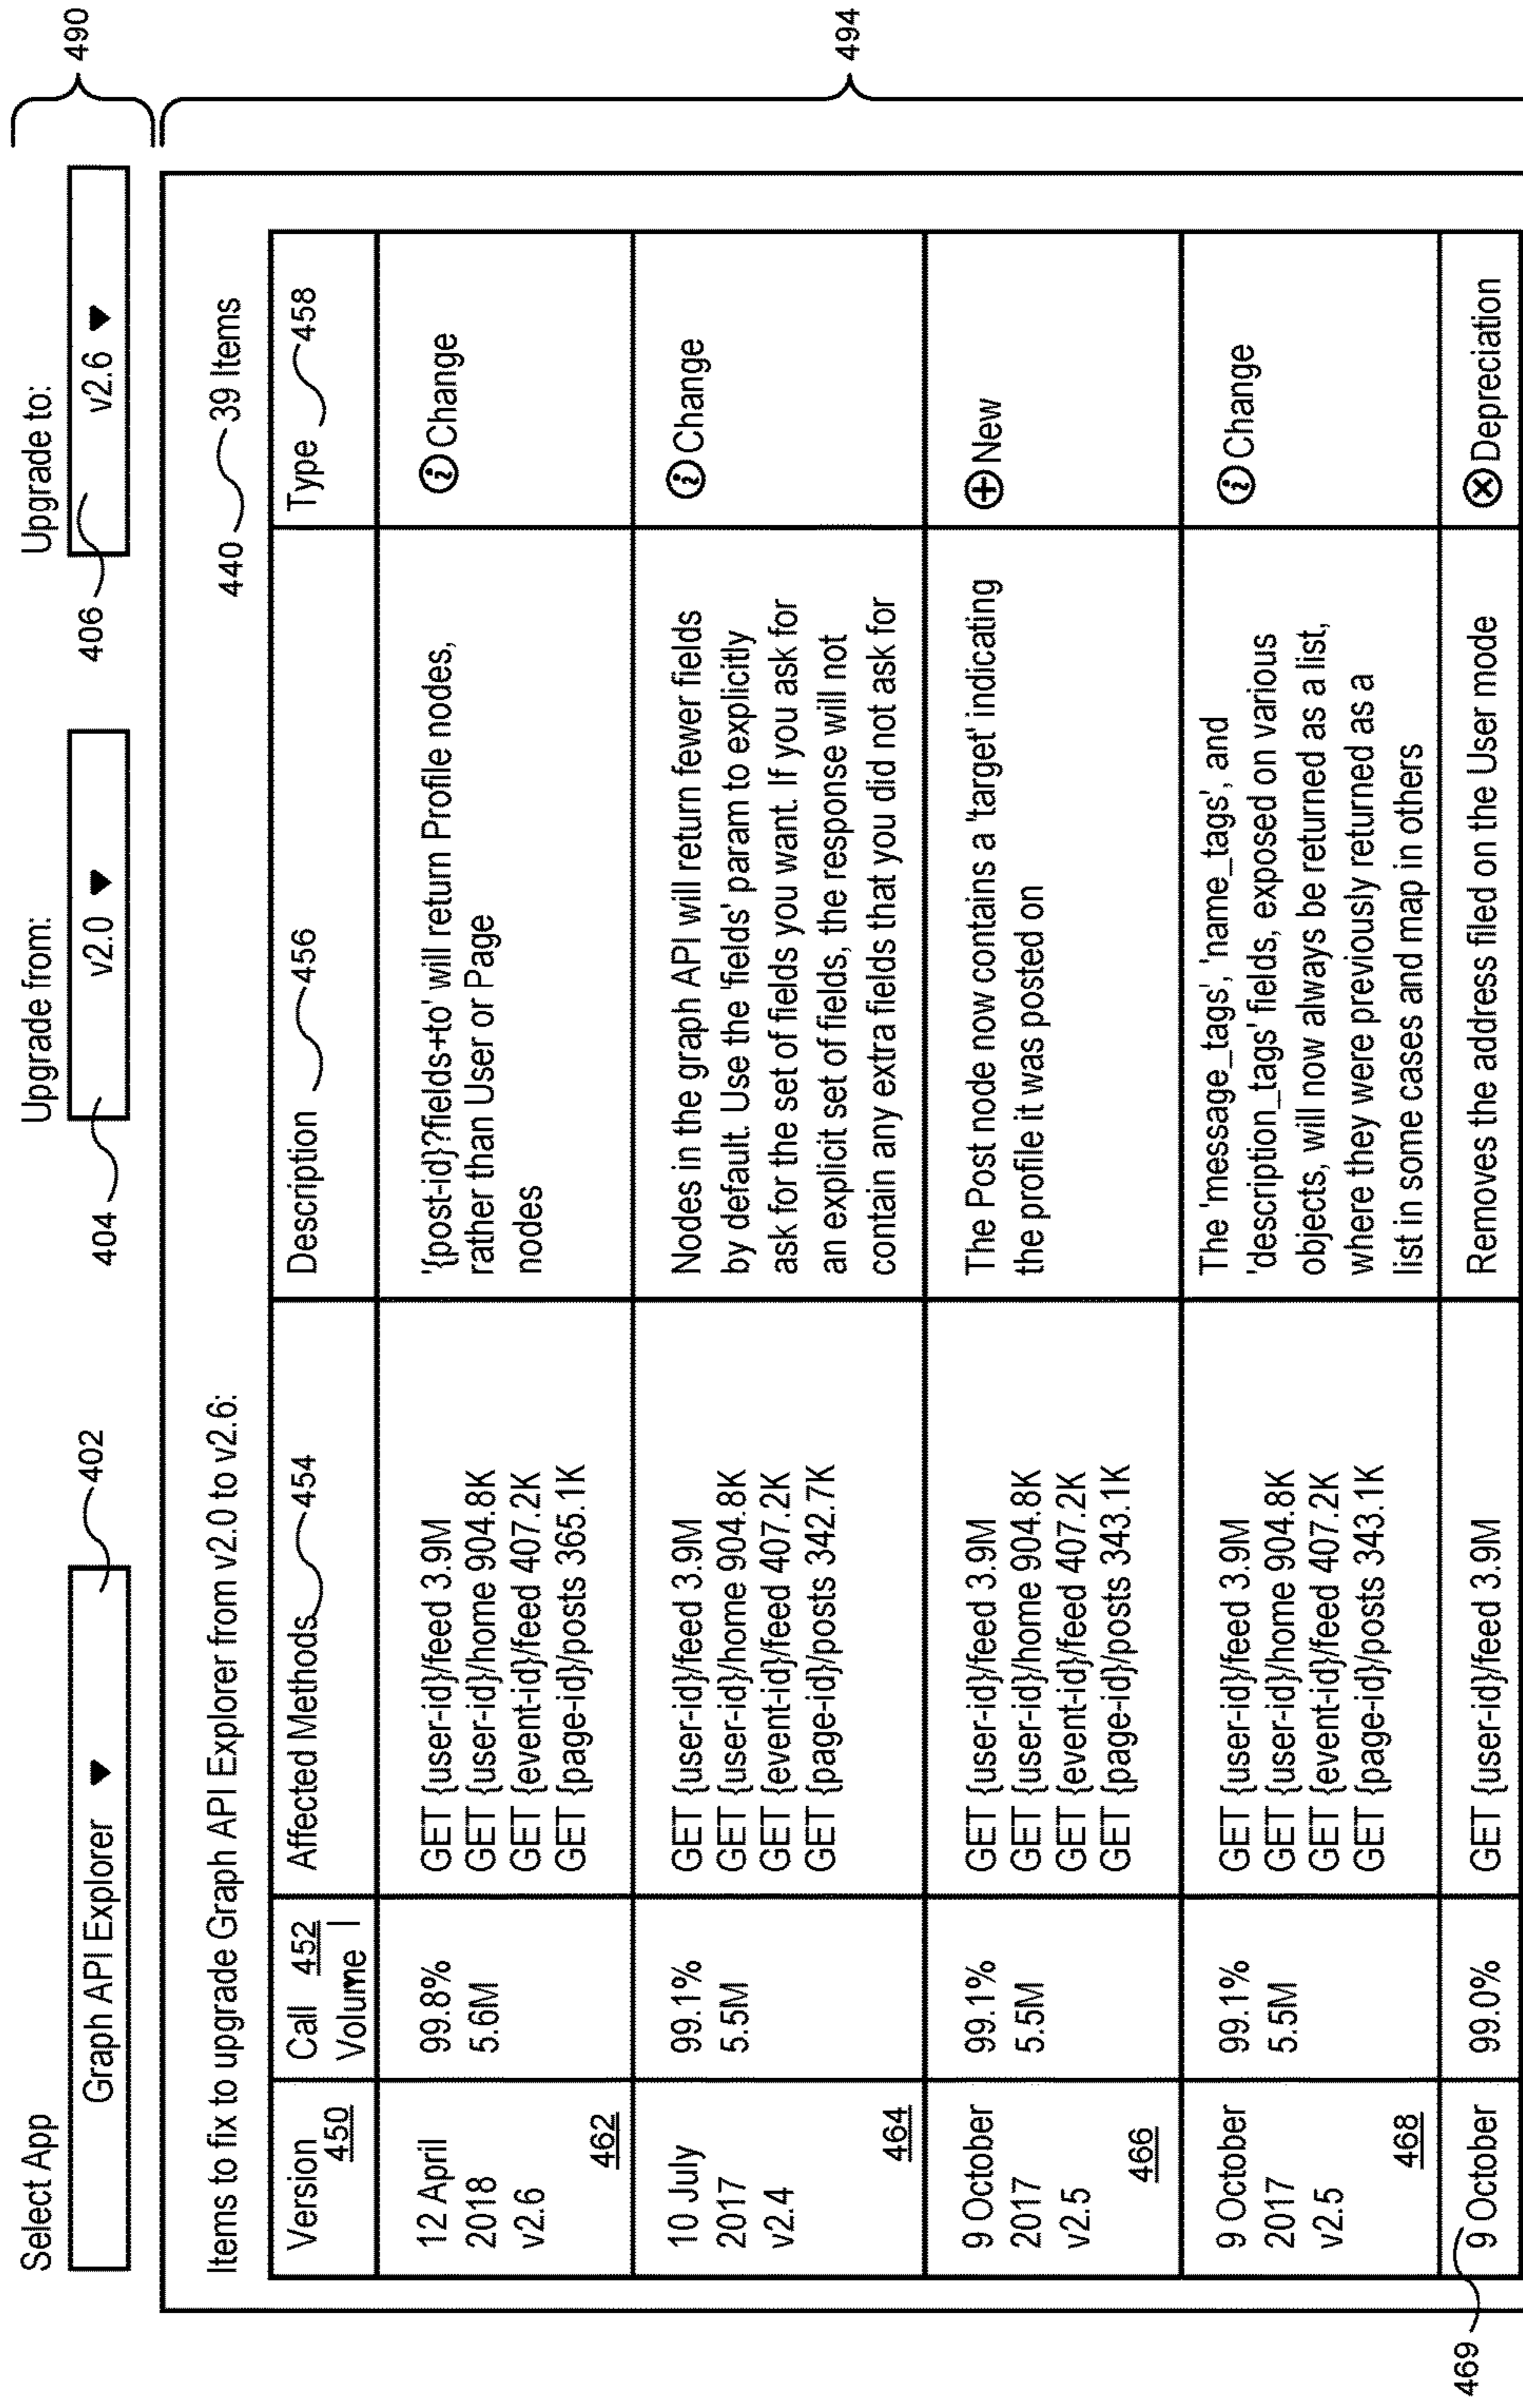 Select App
Upgrade from:
Upgrade to:
Graph API Explorer
402
404
v2.0
406
v2.6
490
Items to fix to upgrade Graph API Explorer from v2.0 to v2.6:
440
39 Items
494
Version
450
Call 452
Volume
Affected Methods
454
Description
456
Type
458
12 April
2018
v2.6
462
99.8%
5.6M
GET {user-id}/feed 3.9M
GET {user-id}/home 904.8K
GET {event-id}/feed 407.2K
GET {page-id}/posts 365.1K
'{post-id}?fields+to' will return Profile nodes,
rather than User or Page
nodes
i Change
10 July
2017
v2.4
464
99.1%
5.5M
GET {user-id}/feed 3.9M
GET {user-id}/home 904.8K
GET {event-id}/feed 407.2K
GET {page-id}/posts 342.7K
Nodes in the graph API will return fewer fields
by default. Use the 'fields' param to explicitly
ask for the set of fields you want. If you ask for
an explicit set of fields, the response will not
contain any extra fields that you did not ask for
i Change
9 October
2017
v2.5
466
99.1%
5.5M
GET {user-id}/feed 3.9M
GET {user-id}/home 904.8K
GET {event-id}/feed 407.2K
GET {page-id}/posts 343.1K
The Post node now contains a 'target' indicating
the profile it was posted on
+ New
9 October
2017
v2.5
468
99.1%
5.5M
GET {user-id}/feed 3.9M
GET {user-id}/home 904.8K
GET {event-id}/feed 407.2K
GET {page-id}/posts 343.1K
The 'message_tags', 'name_tags', and
'description_tags' fields, exposed on various
objects, will now always be returned as a list,
where they were previously returned as a
list in some cases and map in others
i Change
469
9 October
99.0%
GET {user-id}/feed 3.9M
Removes the address filed on the User mode
x Depreciation